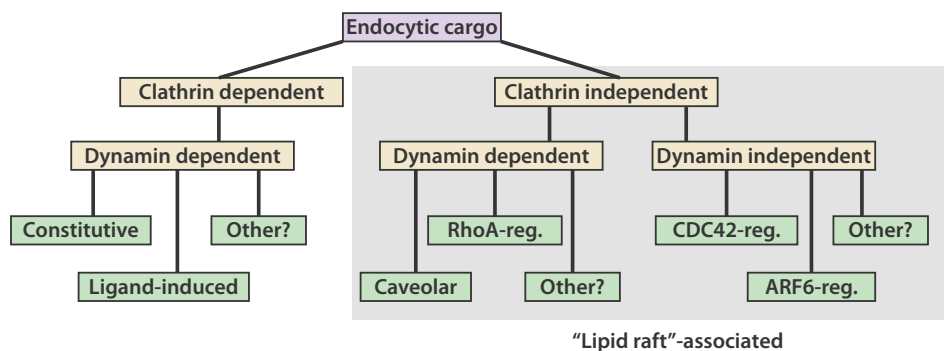 Endocytic cargo
Clathrin dependent
Clathrin independent
Dynamin dependent
Dynamin dependent
Dynamin independent
Constitutive
Other?
RhoA-reg.
CDC42-reg.
Other?
Ligand-induced
Caveolar
Other?
ARF6-reg.
“Lipid raft”-associated